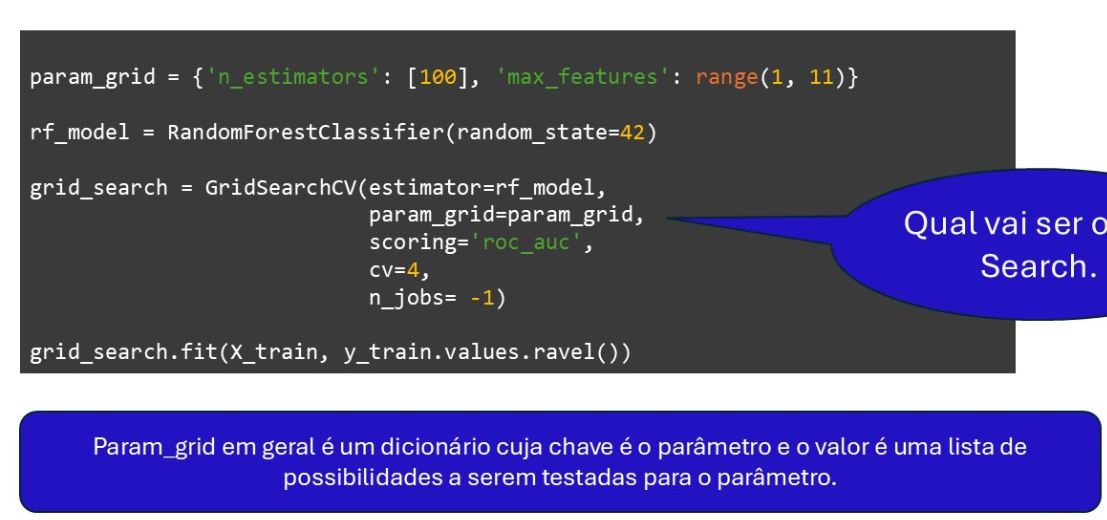 param_grid = {'n_estimators': [100], 'max_features': range(1, 11)}
rf_model = RandomForestClassifier(random_state=42)
grid_search = GridSearchCV(estimator=rf_model,
param_grid=param_grid,
scoring='roc_auc',
cv=4,
n_jobs= -1)
grid_search.fit(X_train, y_train.values.ravel())
Qual vai ser o
Search.
Param_grid em geral é um dicionário cuja chave é o parâmetro e o valor é uma lista de
possibilidades a serem testadas para o parâmetro.